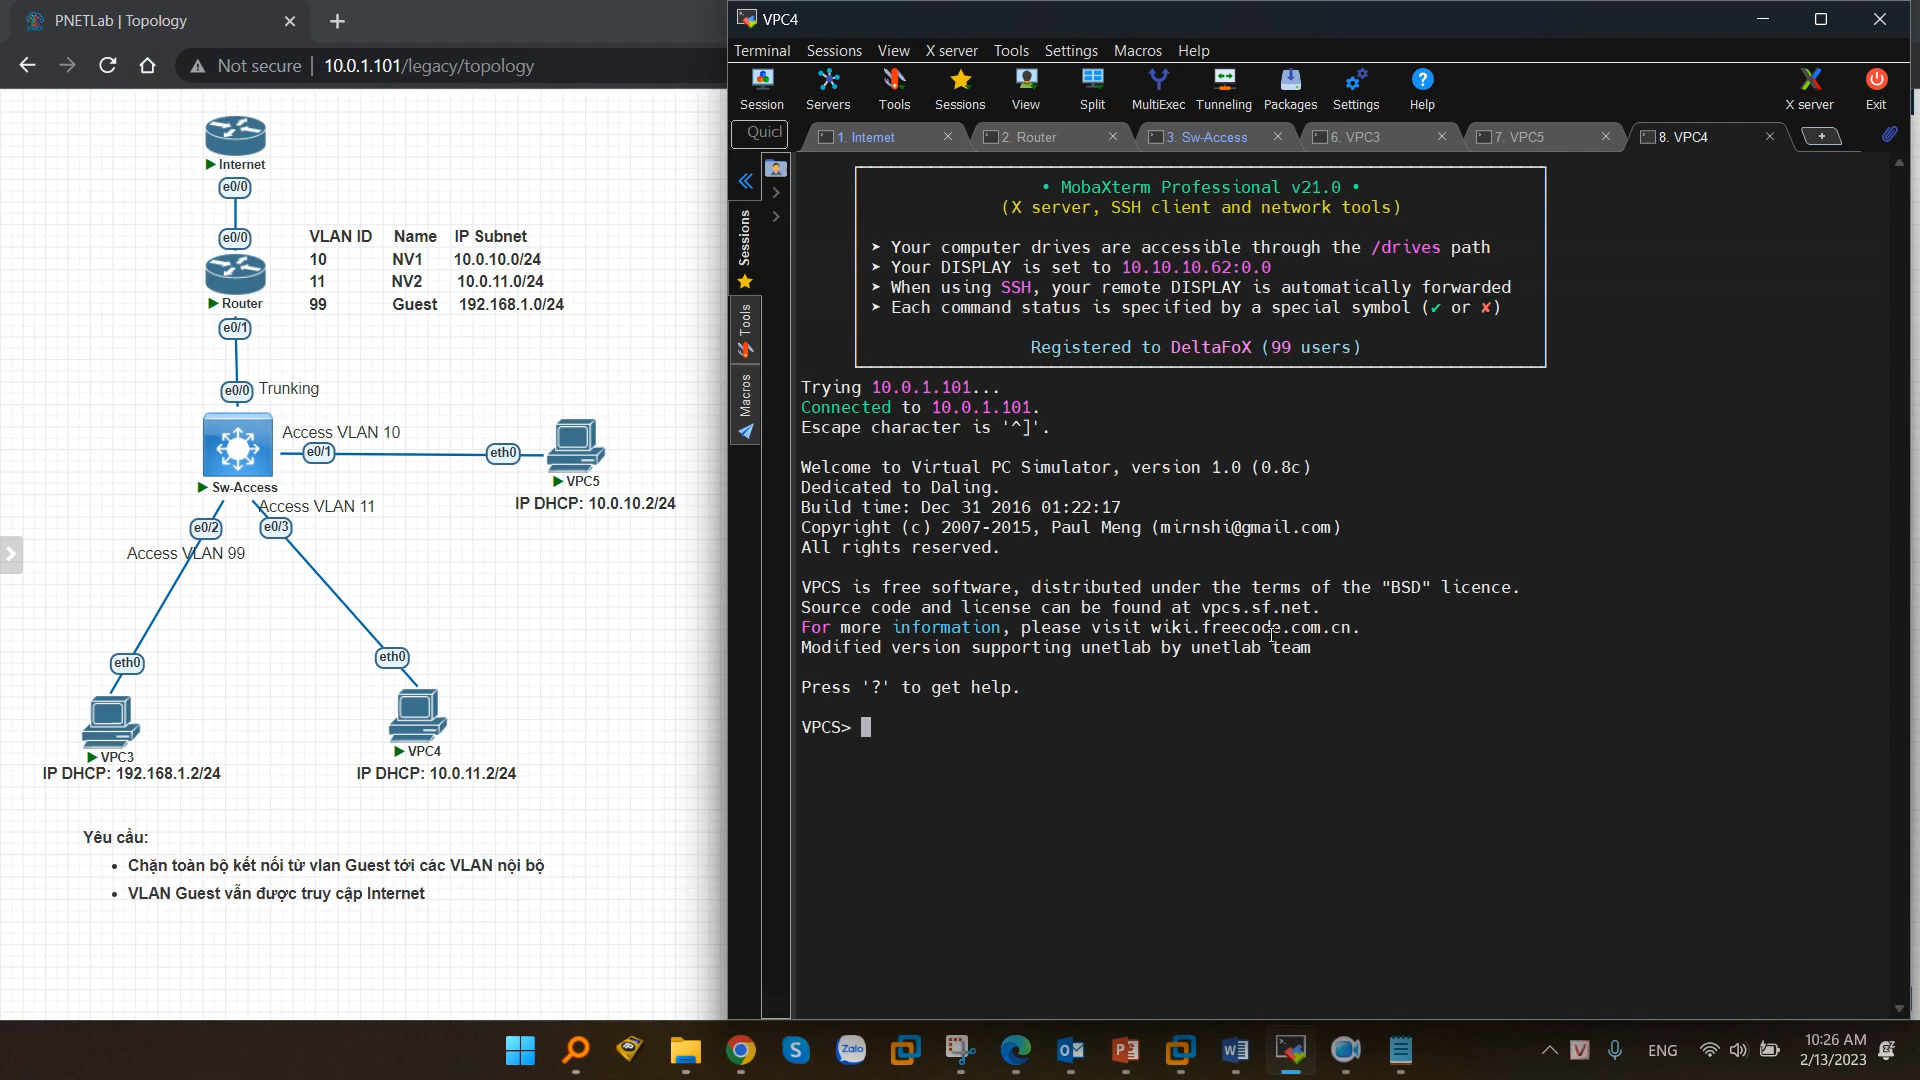 PNETLab | Topology
Not secure
10.0.1.101/legacy/topology
Internet
e0/0
e0/0
Router
e0/1
VLAN ID Name IP Subnet
10 NV1 10.0.10.0/24
11 NV2 10.0.11.0/24
99 Guest 192.168.1.0/24
e0/0 Trunking
Access VLAN 10
e0/1
eth0
VPC5
IP DHCP: 10.0.10.2/24
Sw-Access
Access VLAN 11
e0/2
e0/3
Access VLAN 99
eth0
eth0
VPC3
IP DHCP: 192.168.1.2/24
VPC4
IP DHCP: 10.0.11.2/24
Yêu cầu:
• Chặn toàn bộ kết nối từ vlan Guest tới các VLAN nội bộ
• VLAN Guest vẫn được truy cập Internet
VPC4
Terminal Sessions View X server Tools Settings Macros Help
Session Servers Tools Sessions View Split MultiExec Tunneling Packages Settings Help X server Exit
Quicl
1. Internet
2. Router
3. Sw-Access
6. VPC3
7. VPC5
8. VPC4
Sessions
Tools
Macros
• MobaXterm Professional v21.0 •
(X server, SSH client and network tools)
➤ Your computer drives are accessible through the /drives path
➤ Your DISPLAY is set to 10.10.10.62:0.0
➤ When using SSH, your remote DISPLAY is automatically forwarded
➤ Each command status is specified by a special symbol (✔ or ✘)
Registered to DeltaFoX (99 users)
Trying 10.0.1.101...
Connected to 10.0.1.101.
Escape character is '^]'.
Welcome to Virtual PC Simulator, version 1.0 (0.8c)
Dedicated to Daling.
Build time: Dec 31 2016 01:22:17
Copyright (c) 2007-2015, Paul Meng (mirnshi@gmail.com)
All rights reserved.
VPCS is free software, distributed under the terms of the "BSD" licence.
Source code and license can be found at vpcs.sf.net.
For more information, please visit wiki.freecode.com.cn.
Modified version supporting unetlab by unetlab team
Press '?' to get help.
VPCS>
Zalo
ENG
10:26 AM
2/13/2023